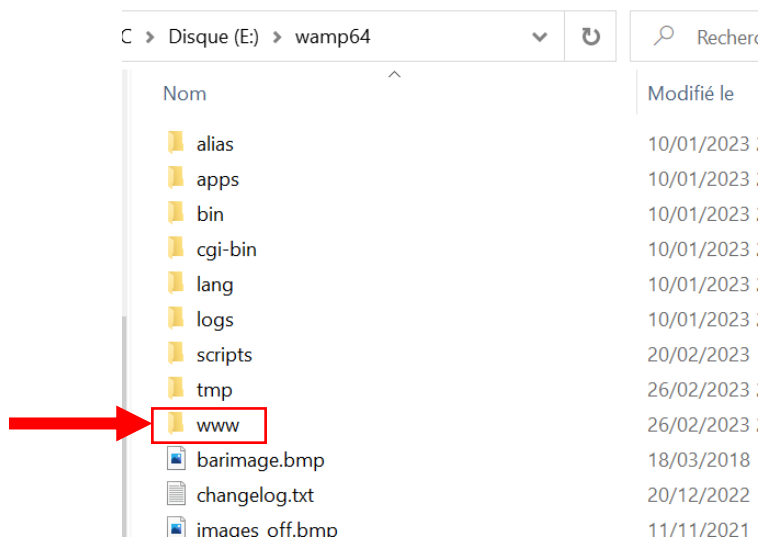 C > Disque (E:) > wamp64 Recherc
Nom Modifié le
alias 10/01/2023
apps 10/01/2023
bin 10/01/2023
cgi-bin 10/01/2023
lang 10/01/2023
logs 10/01/2023
scripts 20/02/2023
tmp 26/02/2023
www 26/02/2023
barimage.bmp 18/03/2018
changelog.txt 20/12/2022
images_off.bmp 11/11/2021